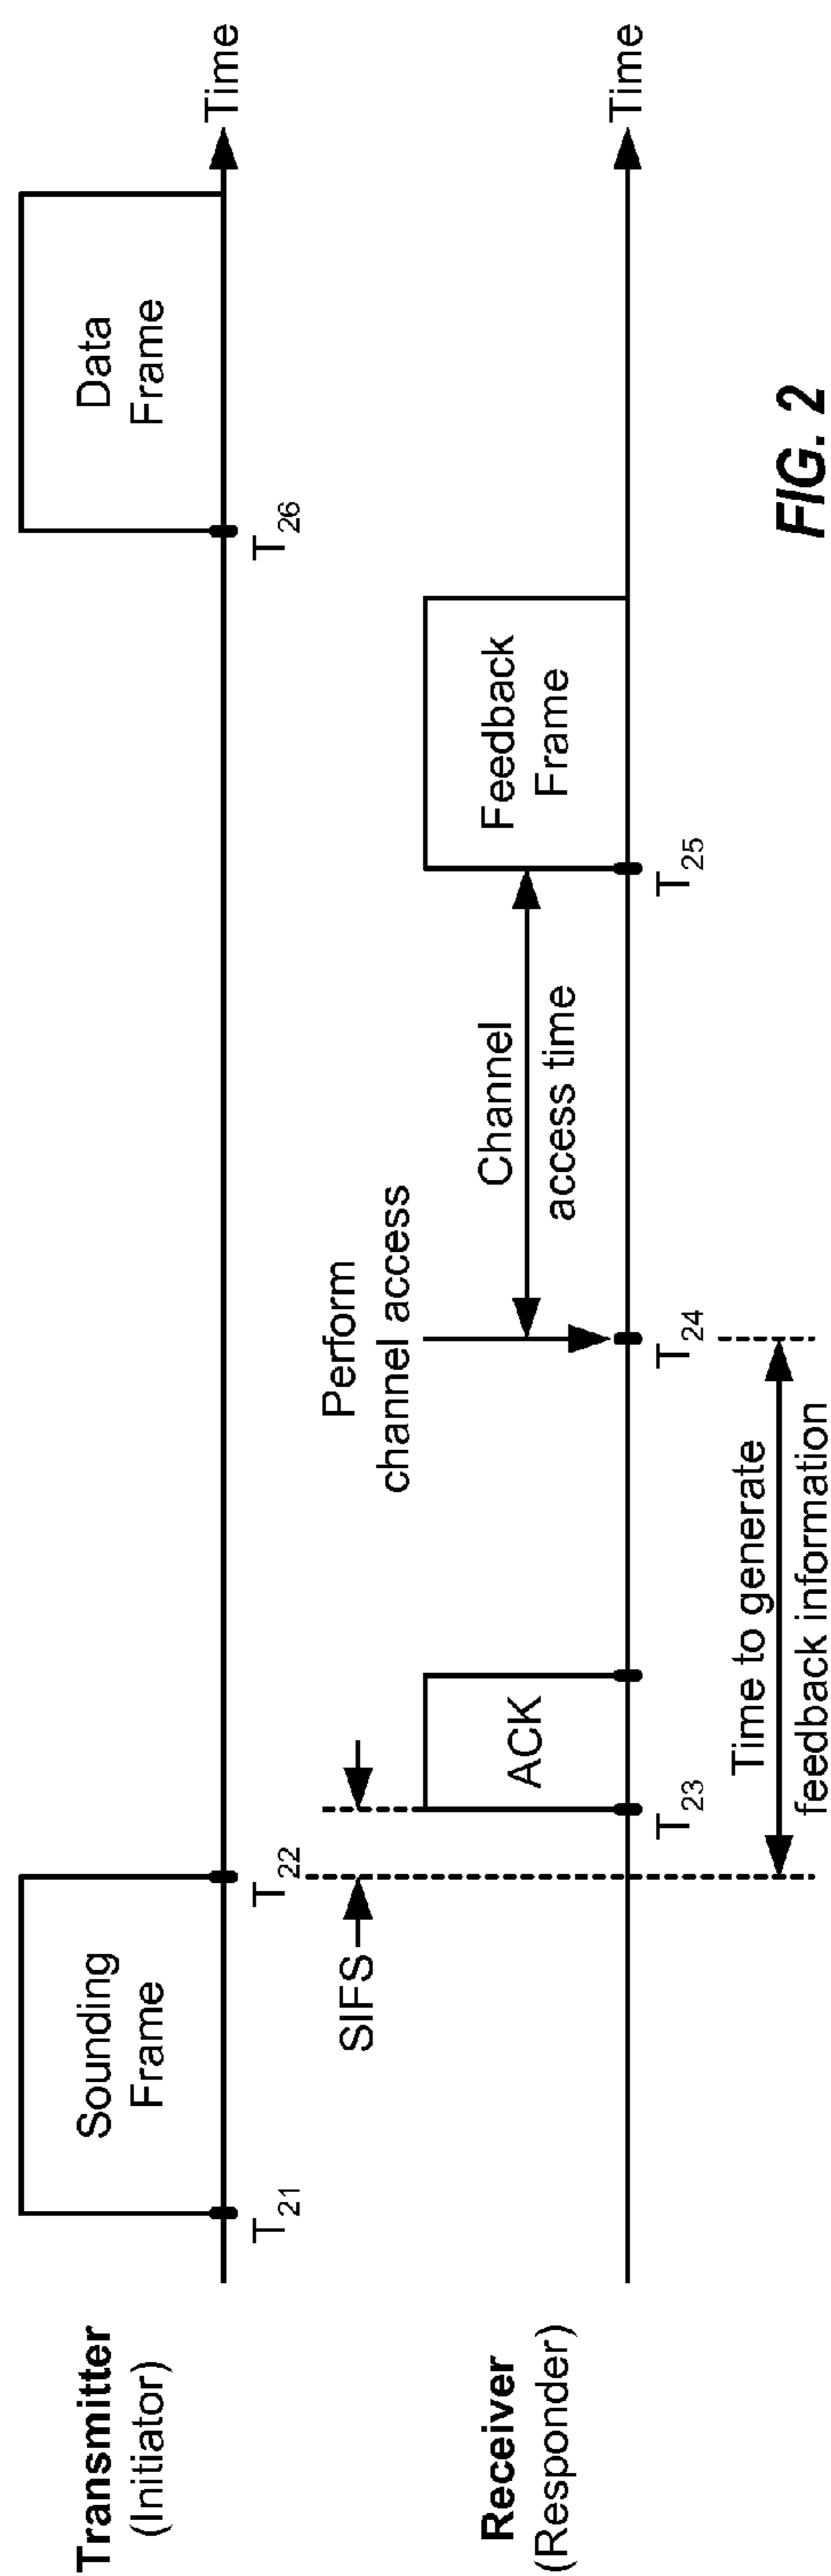 Transmitter
(Initiator)
Sounding
Frame
Data
Frame
Time
T21
T22
T26
SIFS
Perform
channel access
Receiver
(Responder)
ACK
Channel
access time
Feedback
Frame
Time
T23
T24
T25
Time to generate
feedback information
FIG. 2